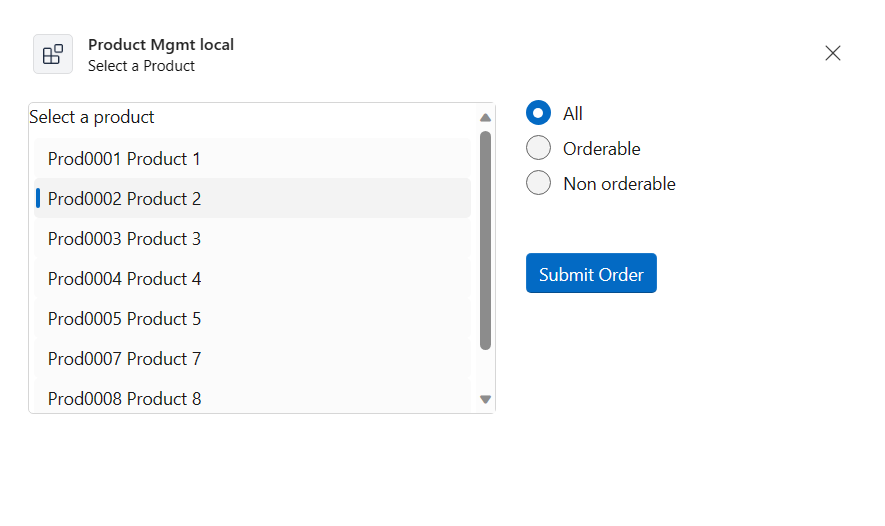 Product Mgmt local
Select a Product
Select a product
Prod0001 Product 1
Prod0002 Product 2
Prod0003 Product 3
Prod0004 Product 4
Prod0005 Product 5
Prod0007 Product 7
Prod0008 Product 8
All
Orderable
Non orderable
Submit Order